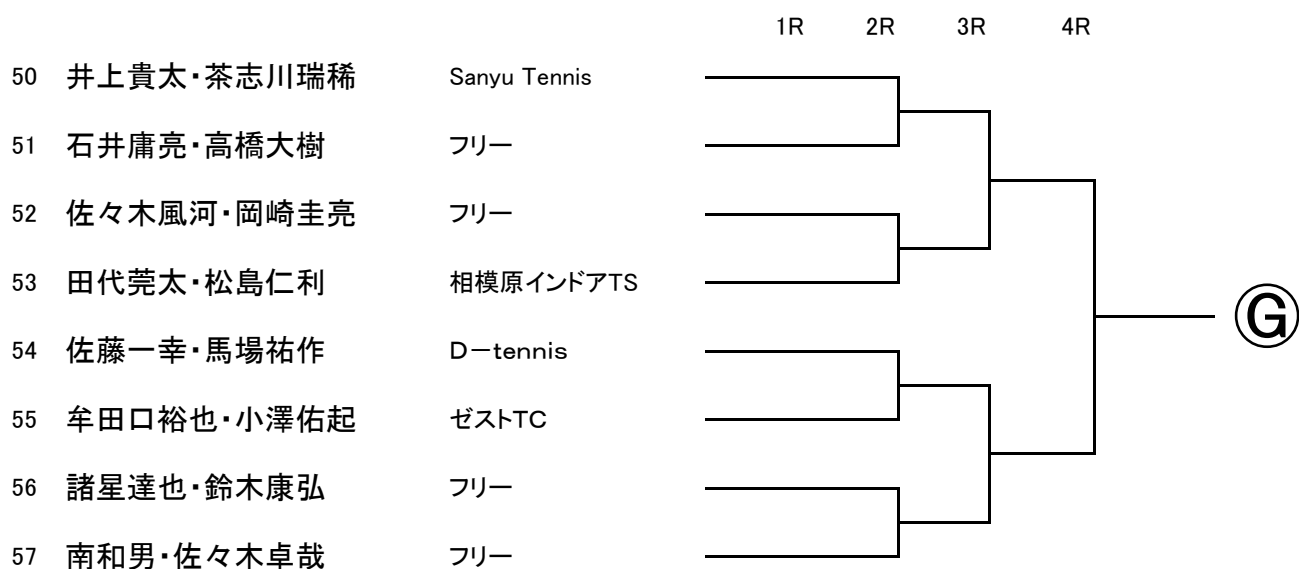 1R 2R 3R 4R
50 井上貴太・茶志川瑞稀 Sanyu Tennis
51 石井庸亮・高橋大樹 フリー
52 佐々木風河・岡崎圭亮 フリー
53 田代莞太・松島仁利 相模原インドアTS
Ⓖ
54 佐藤一幸・馬場祐作 D－tennis
55 牟田口裕也・小澤佑起 ゼストTC
56 諸星達也・鈴木康弘 フリー
57 南和男・佐々木卓哉 フリー